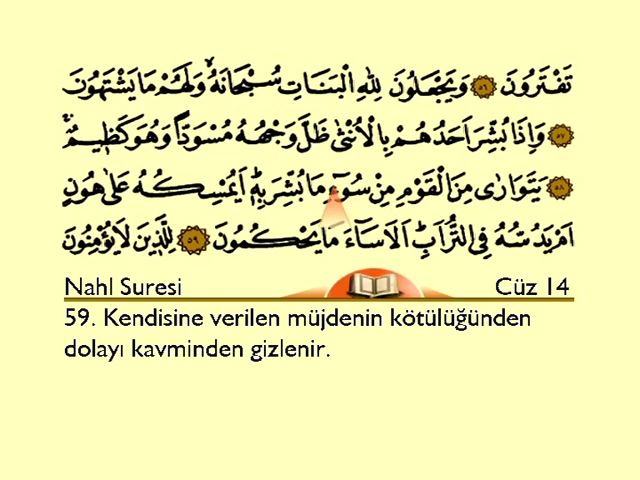 تَفْتَرُونَ ﴿٥٦﴾ وَيَجْعَلُونَ لِلّٰهِ الْبَنَاتِ سُبْحَانَهُۙ وَلَهُمْ مَا يَشْتَهُونَ
﴿٥٧﴾ وَاِذَا بُشِّرَ اَحَدُهُمْ بِالْاُنْثٰى ظَلَّ وَجْهُهُ مُسْوَدًّا وَهُوَ كَظ۪يمٌۚ
﴿٥٨﴾ يَتَوَارٰى مِنَ الْقَوْمِ مِنْ سُٓوءِ مَا بُشِّرَ بِه۪ۜ اَيُمْسِكُهُ عَلٰى هُونٍ
اَمْ يَدُسُّهُ فِي التُّرَابِۜ اَلَا سَٓاءَ مَا يَحْكُمُونَ ﴿٥٩﴾ لِلَّذ۪ينَ لَا يُؤْمِنُونَ
Nahl Suresi Cüz 14
59. Kendisine verilen müjdenin kötülüğünden
dolayı kavminden gizlenir.